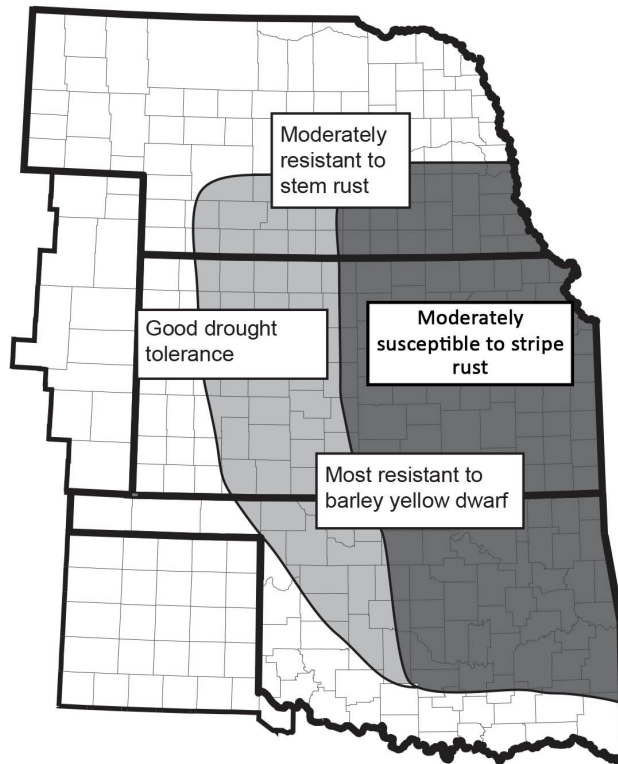 Moderately
resistant to
stem rust
Good drought
tolerance
Moderately
susceptible to stripe
rust
Most resistant to
barley yellow dwarf